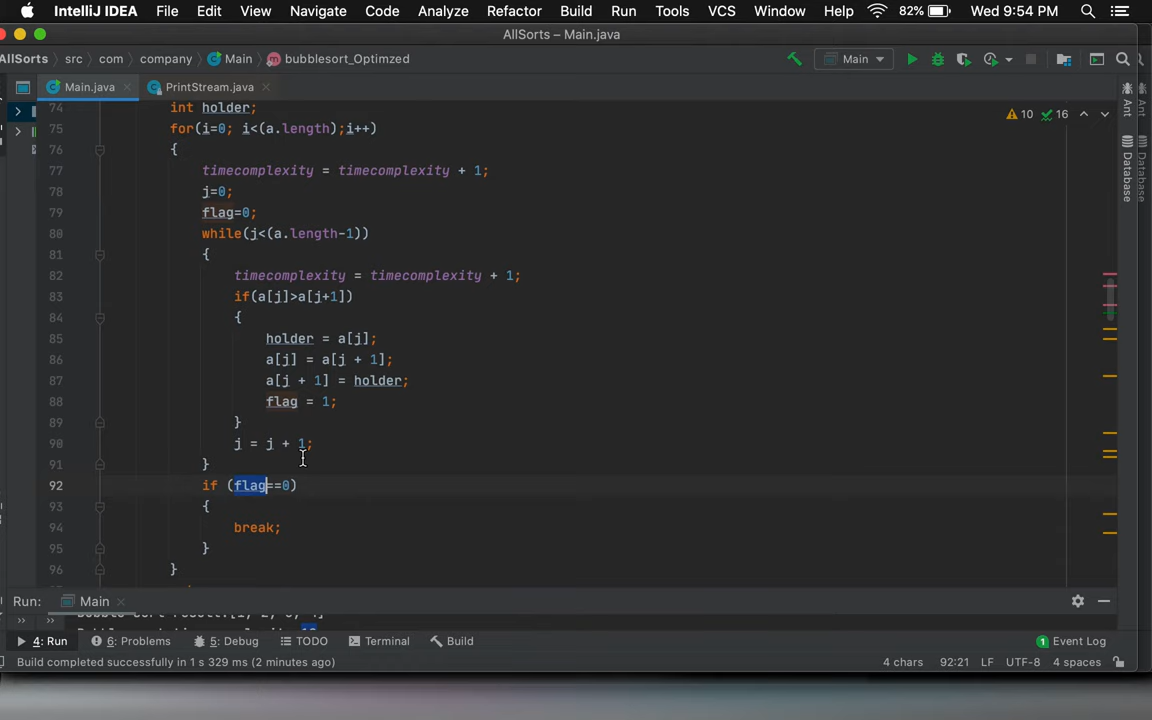 IntelliJ IDEA File Edit View Navigate Code Analyze Refactor Build Run Tools VCS Window Help 82% Wed 9:54 PM
AllSorts – Main.java
AllSorts src com company Main bubblesort_Optimzed Main
Main.java PrintStream.java
74 int holder;
75 for(i=0; i<(a.length);i++) 10 16
76 {
77 timecomplexity = timecomplexity + 1;
78 j=0;
79 flag=0;
80 while(j<(a.length-1))
81 {
82 timecomplexity = timecomplexity + 1;
83 if(a[j]>a[j+1])
84 {
85 holder = a[j];
86 a[j] = a[j + 1];
87 a[j + 1] = holder;
88 flag = 1;
89 }
90 j = j + 1;
91 }
92 if (flag==0)
93 {
94 break;
95 }
96 }
Ant
Database
Ant
Database
Run: Main
4: Run 6: Problems 5: Debug TODO Terminal Build 1 Event Log
Build completed successfully in 1 s 329 ms (2 minutes ago) 4 chars 92:21 LF UTF-8 4 spaces